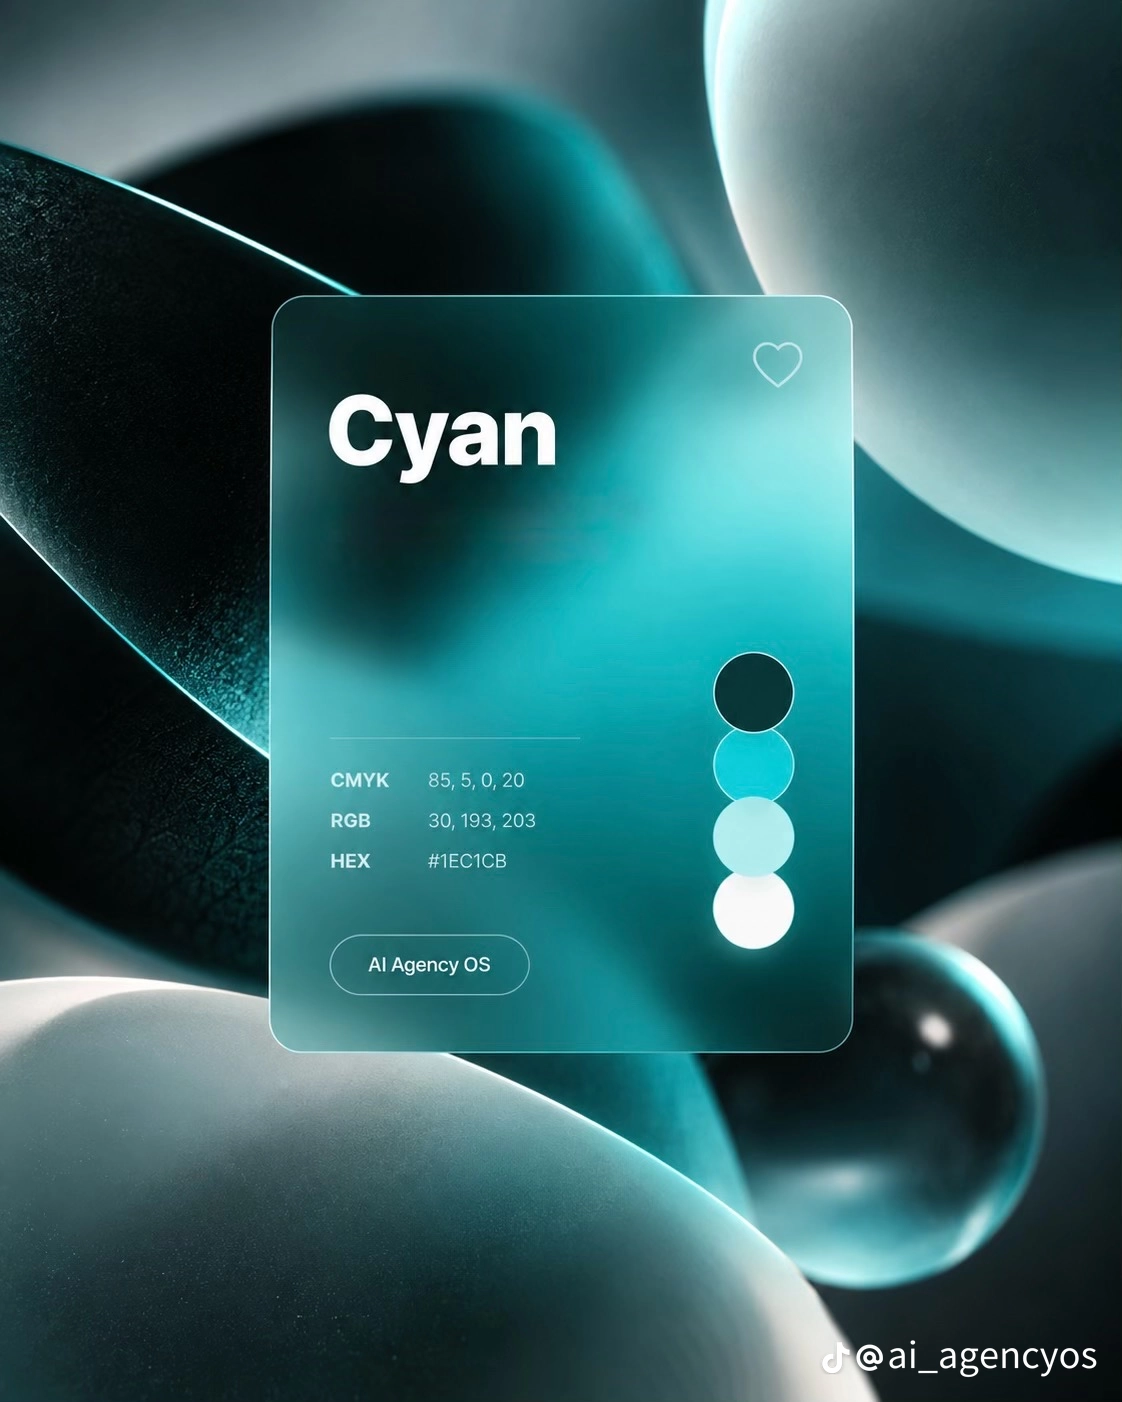 Cyan
CMYK 85, 5, 0, 20
RGB 30, 193, 203
HEX #1EC1CB
AI Agency OS
@ai_agencyos